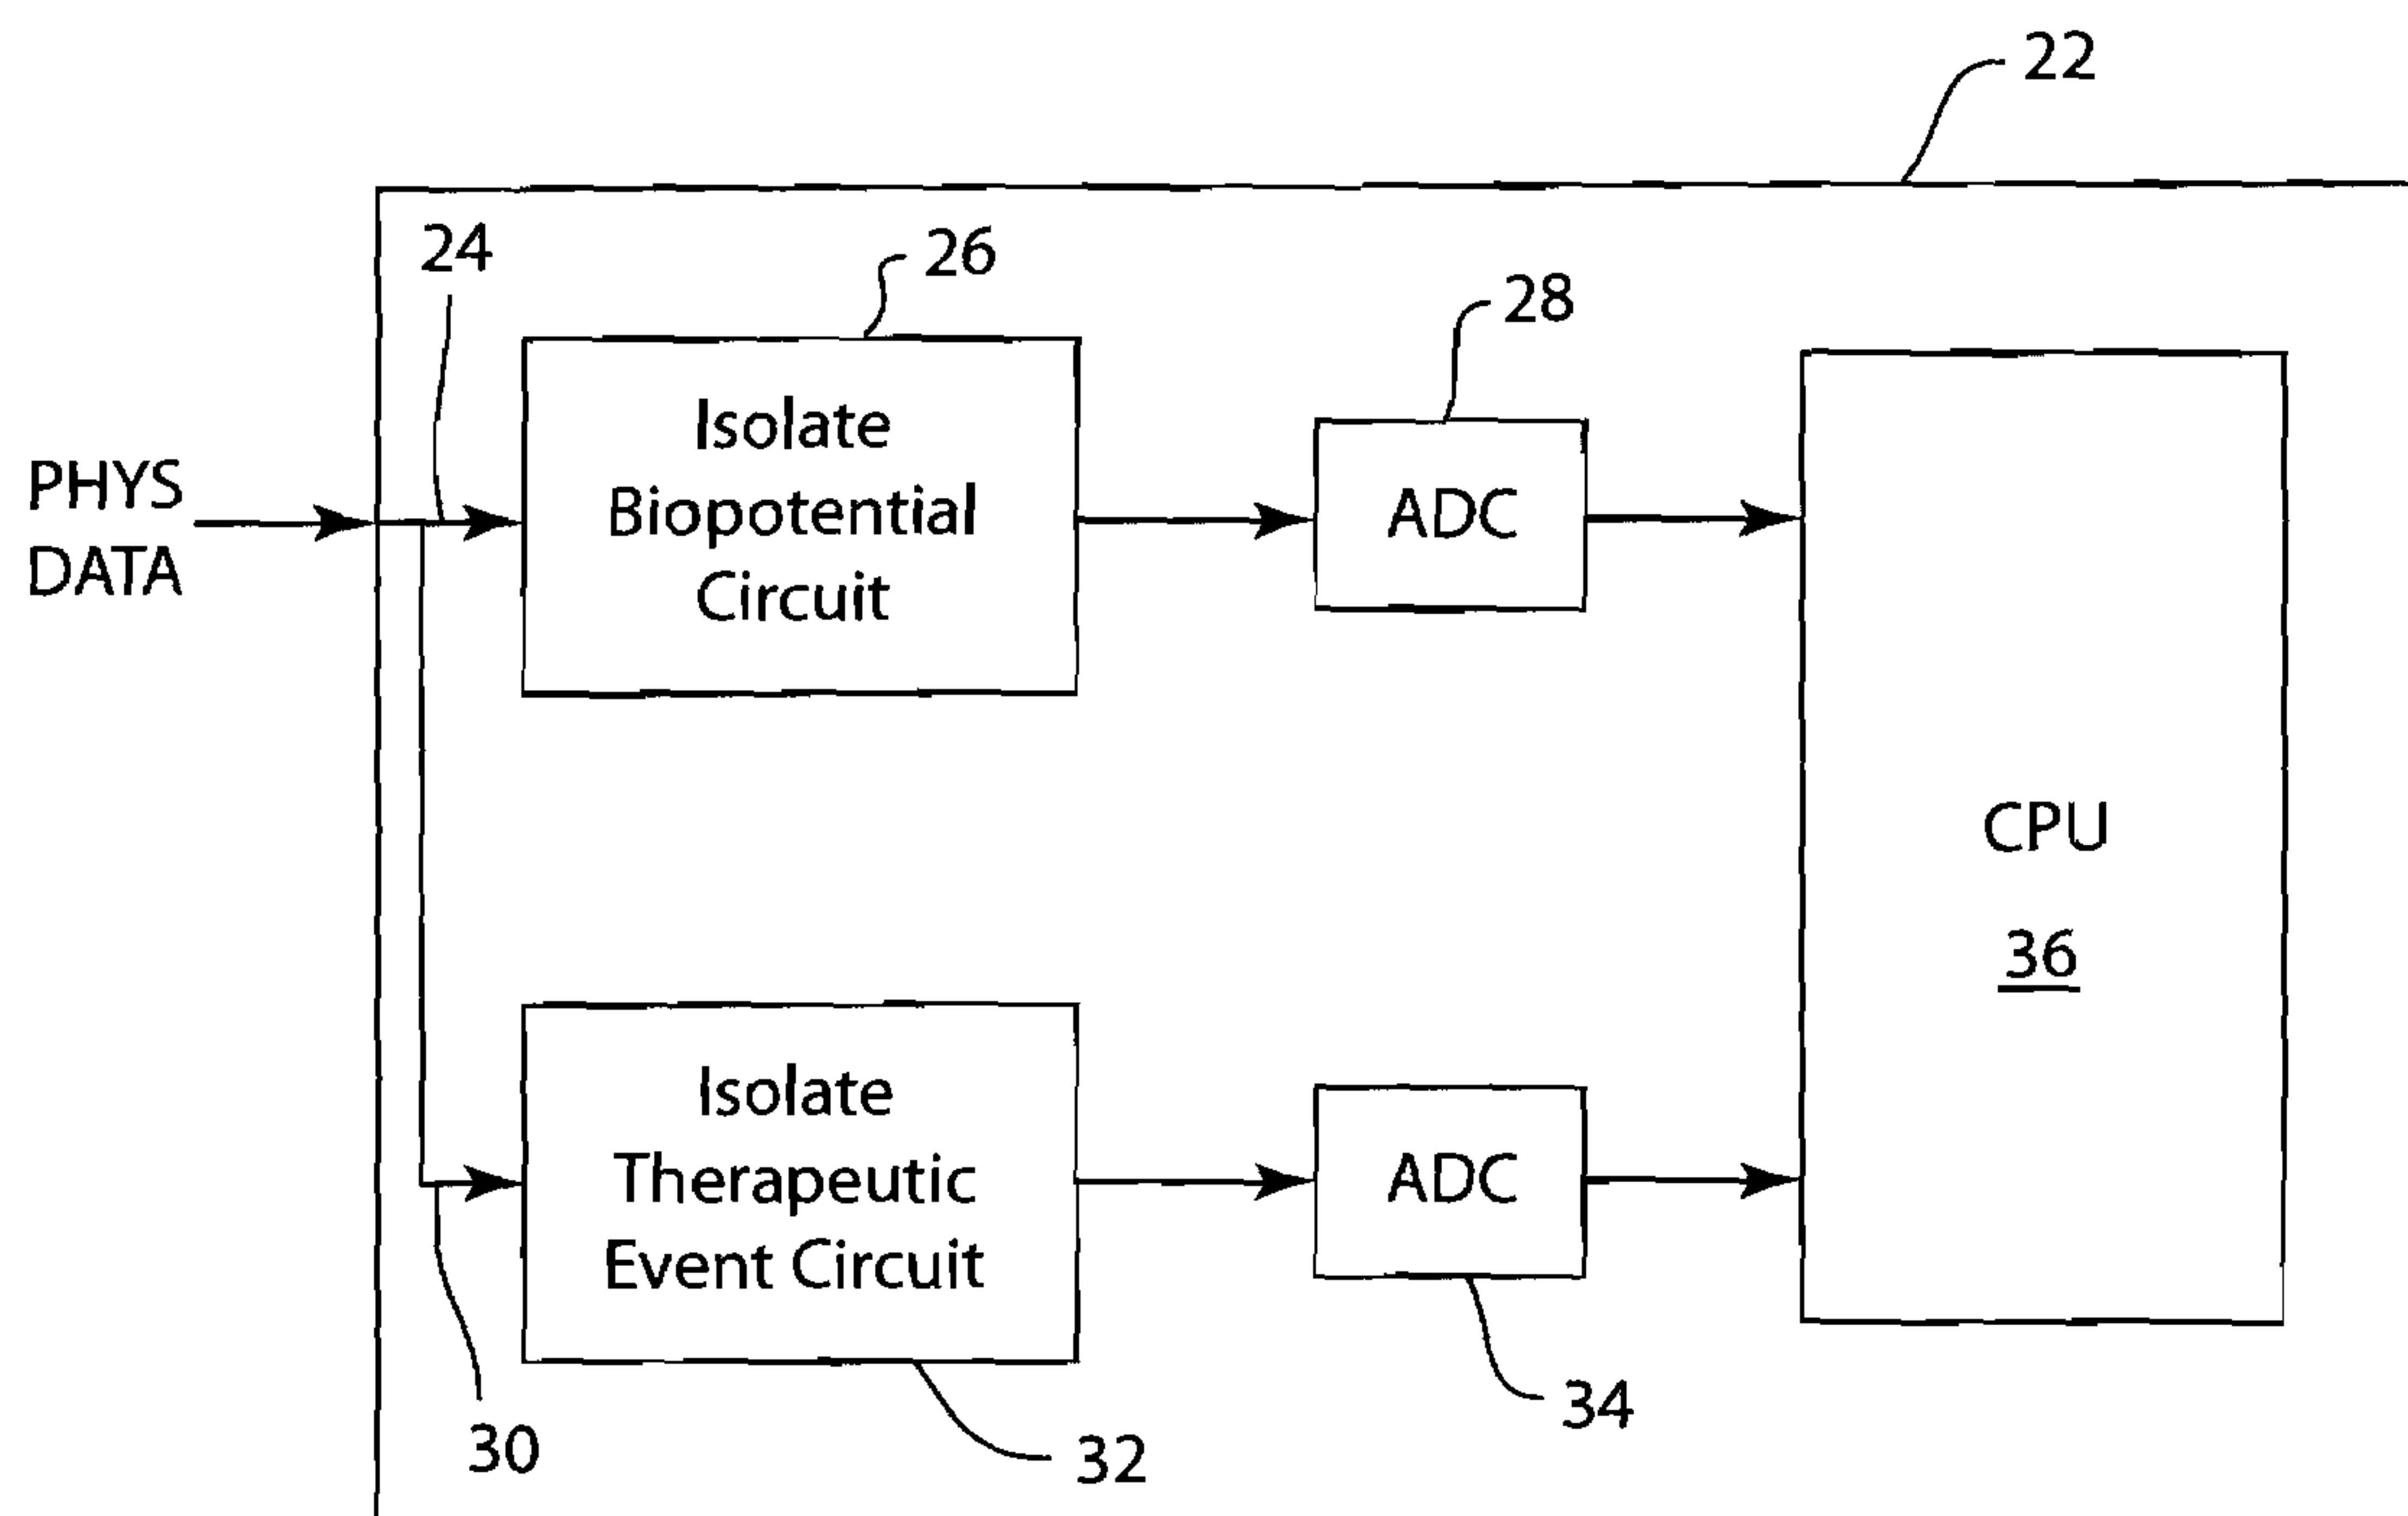 22
24
26
28
PHYS
DATA
Isolate
Biopotential
Circuit
ADC
CPU
36
Isolate
Therapeutic
Event Circuit
ADC
30
32
34